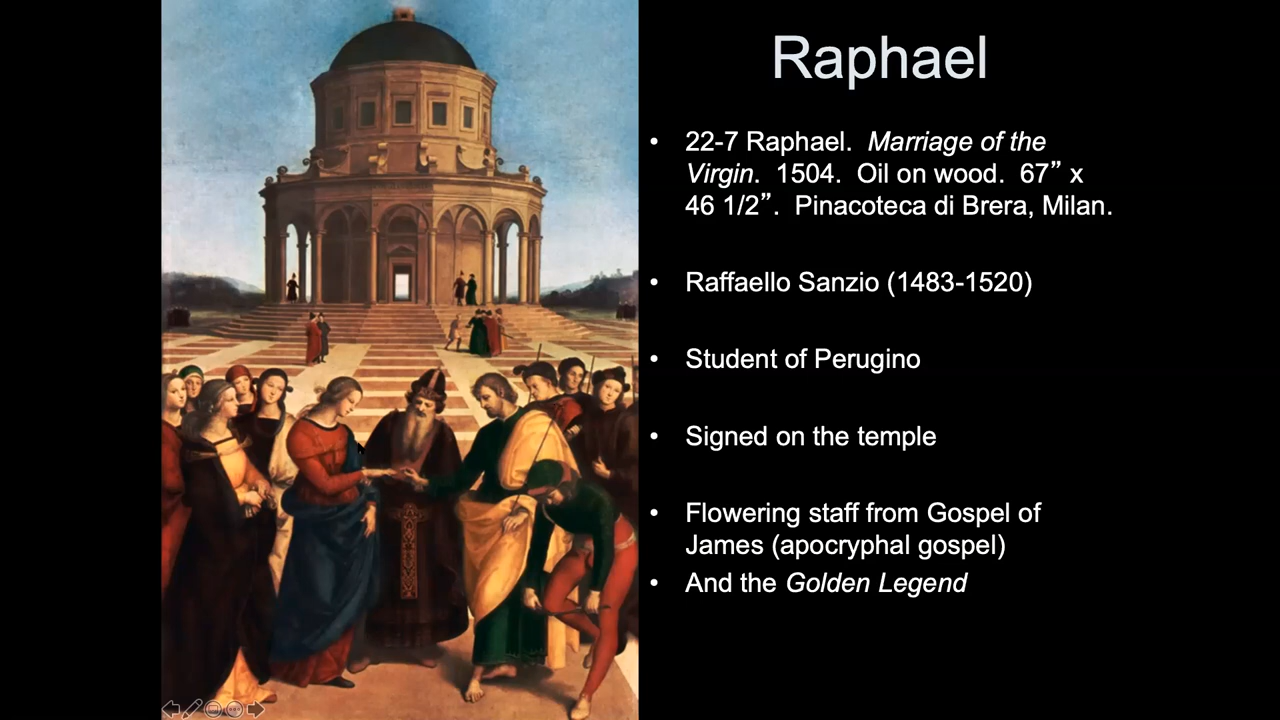 Raphael
• 22-7 Raphael.  Marriage of the
Virgin.  1504.  Oil on wood.  67” x
46 1/2”.  Pinacoteca di Brera, Milan.
• Raffaello Sanzio (1483-1520)
• Student of Perugino
• Signed on the temple
• Flowering staff from Gospel of
James (apocryphal gospel)
• And the Golden Legend